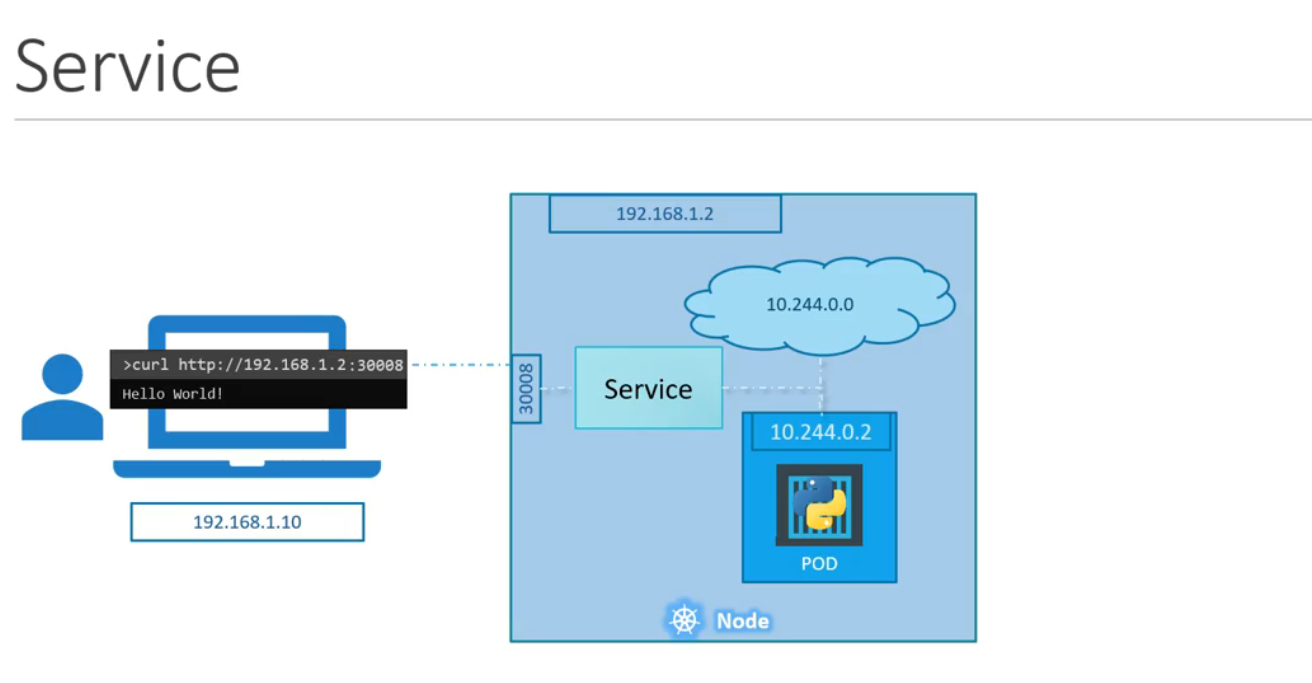 Service
192.168.1.2
10.244.0.0
>curl http://192.168.1.2:30008
Hello World!
30008
Service
10.244.0.2
POD
192.168.1.10
Node